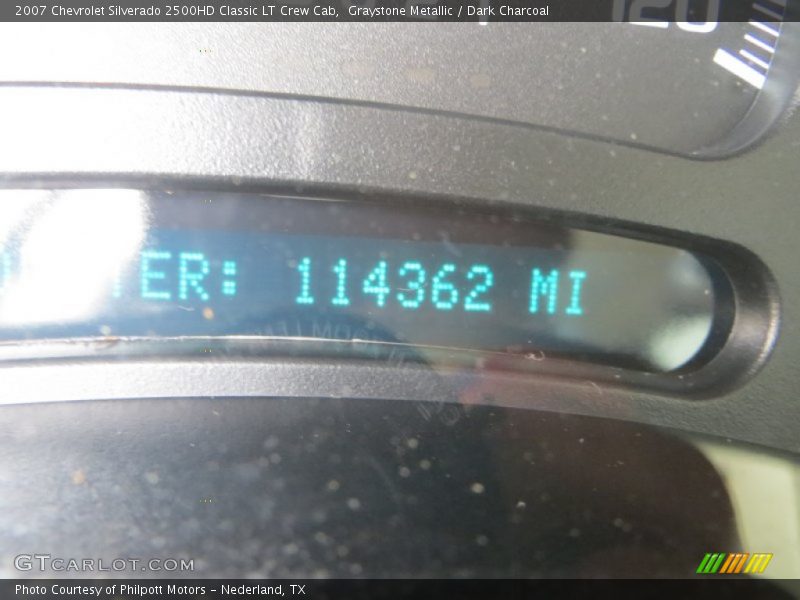 2007 Chevrolet Silverado 2500HD Classic LT Crew Cab, Graystone Metallic / Dark Charcoal
120
ER: 114362 MI
GTCARLOT.COM
Photo Courtesy of Philpott Motors - Nederland, TX